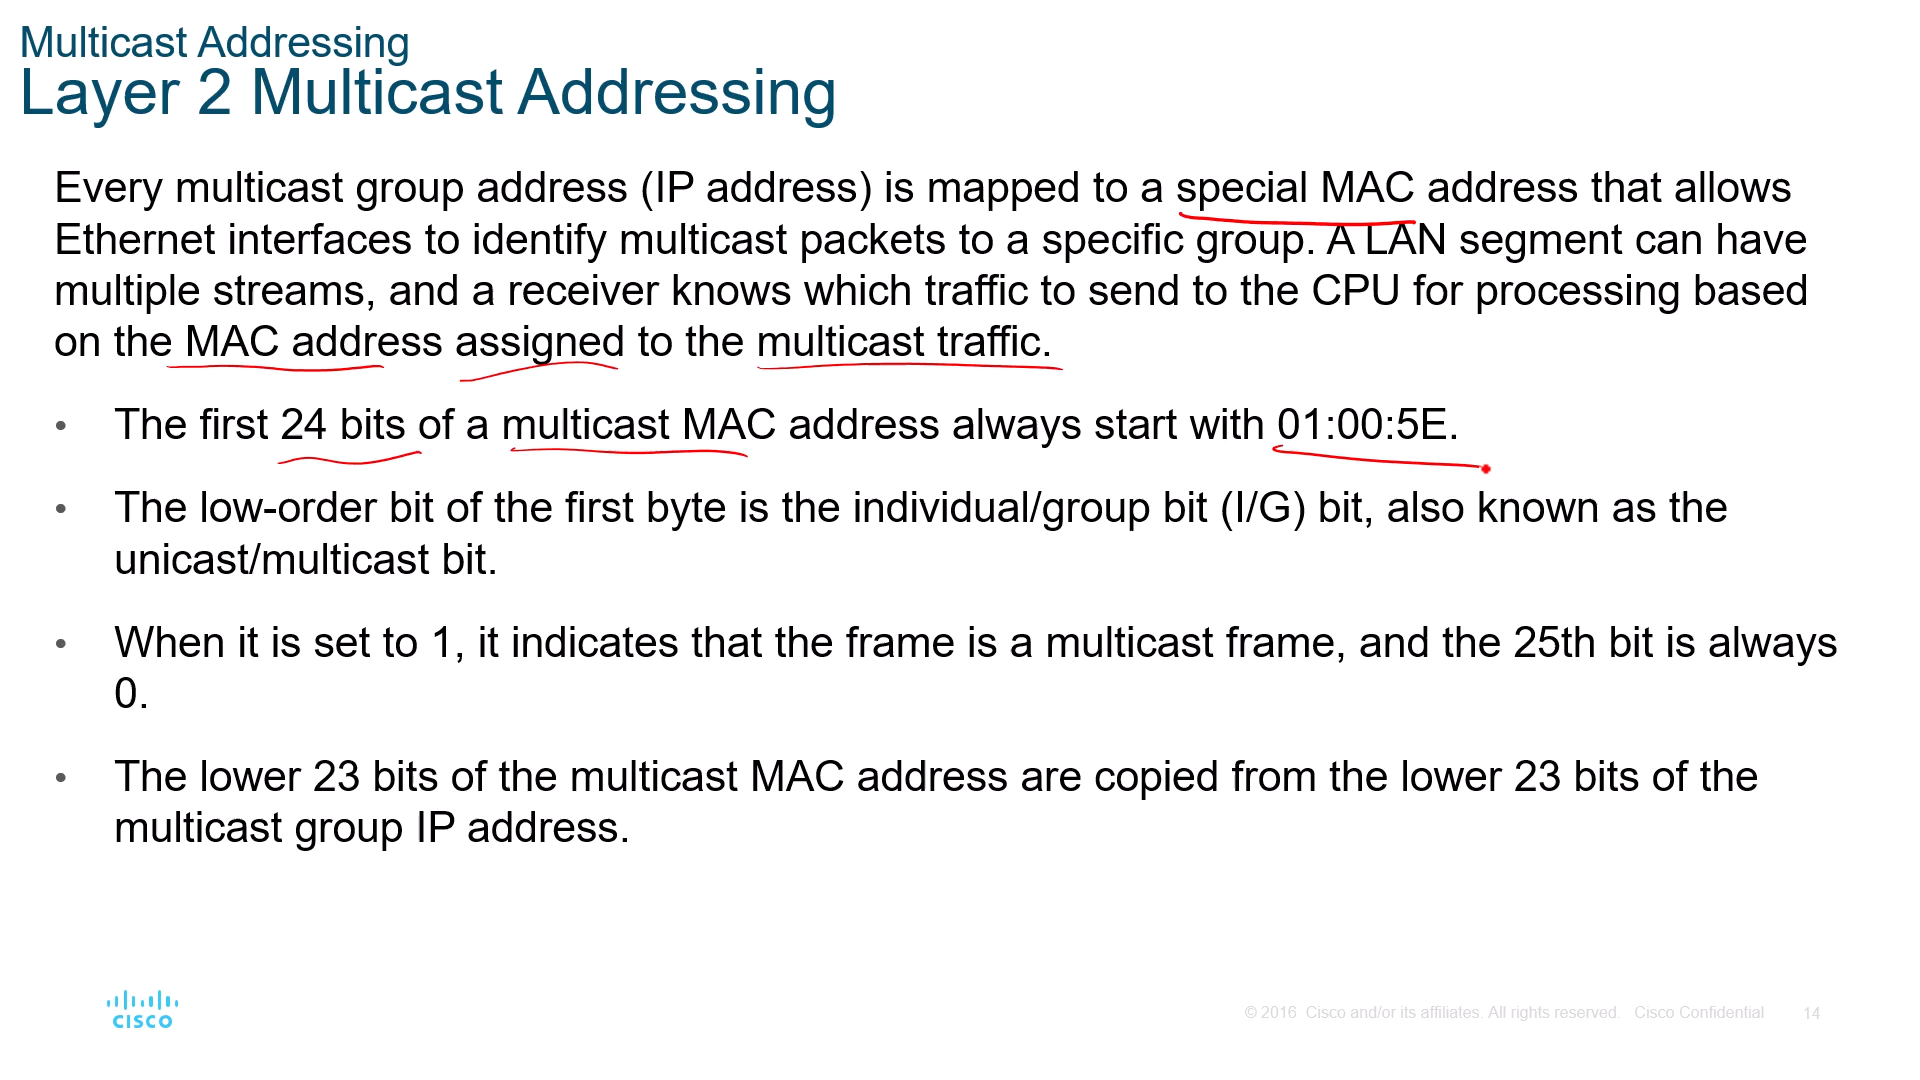 Multicast Addressing
Layer 2 Multicast Addressing
Every multicast group address (IP address) is mapped to a special MAC address that allows
Ethernet interfaces to identify multicast packets to a specific group. A LAN segment can have
multiple streams, and a receiver knows which traffic to send to the CPU for processing based
on the MAC address assigned to the multicast traffic.
• The first 24 bits of a multicast MAC address always start with 01:00:5E.
• The low-order bit of the first byte is the individual/group bit (I/G) bit, also known as the
unicast/multicast bit.
• When it is set to 1, it indicates that the frame is a multicast frame, and the 25th bit is always
0.
• The lower 23 bits of the multicast MAC address are copied from the lower 23 bits of the
multicast group IP address.
CISCO
© 2016 Cisco and/or its affiliates. All rights reserved. Cisco Confidential 14